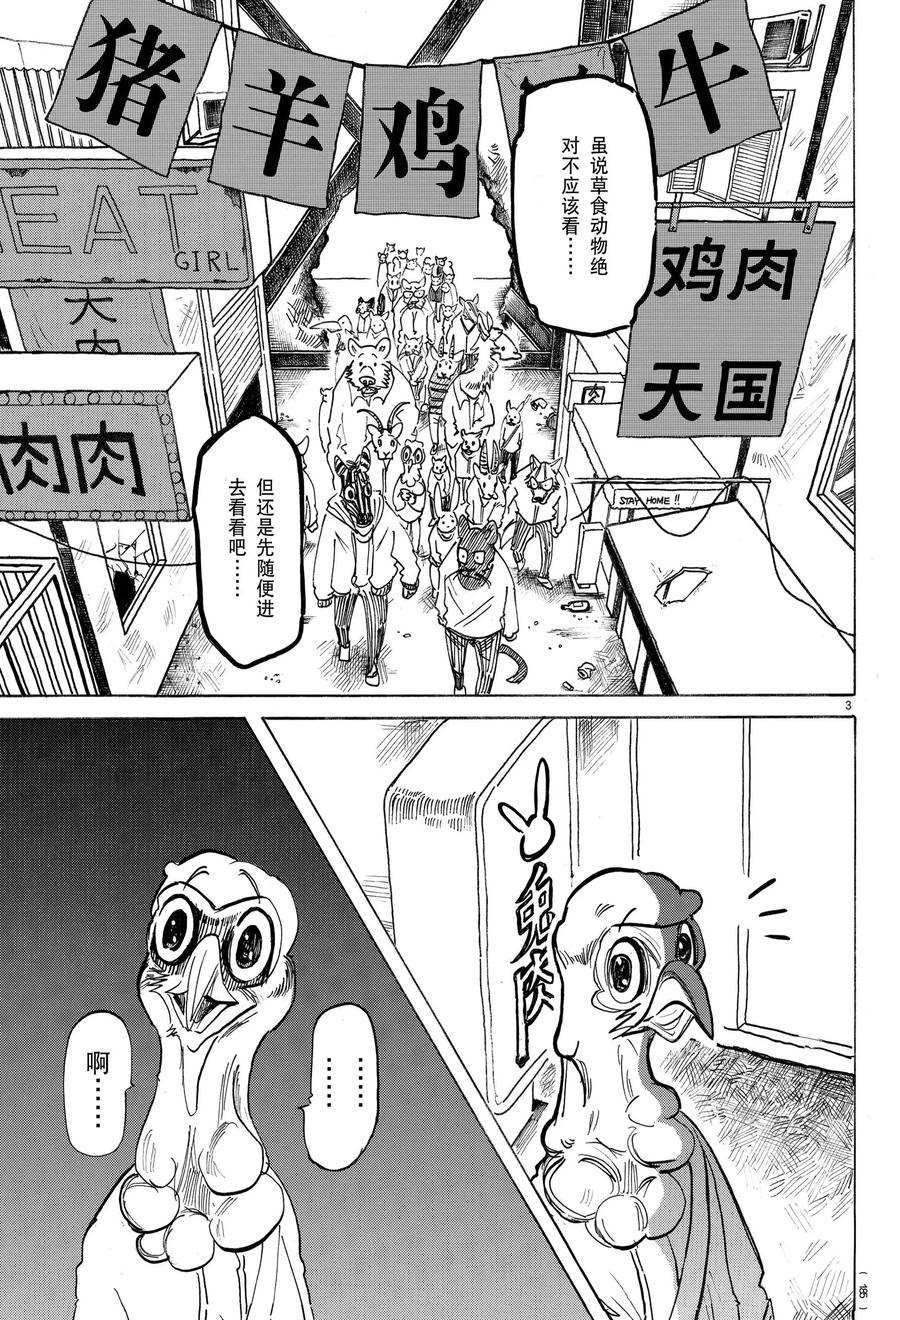 猪羊鸡
牛
虽说草食动物绝
对不应该看……
EAT
GIRL
大肉
鸡肉
天国
肉肉
肉
STAY HOME !!
但还是先随便进
去看看吧……
3
兔
……
……
啊……
185